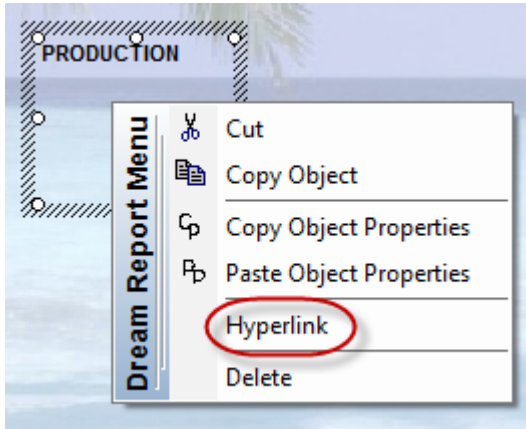 PRODUCTION
Dream Report Menu
Cut
Copy Object
Copy Object Properties
Paste Object Properties
Hyperlink
Delete